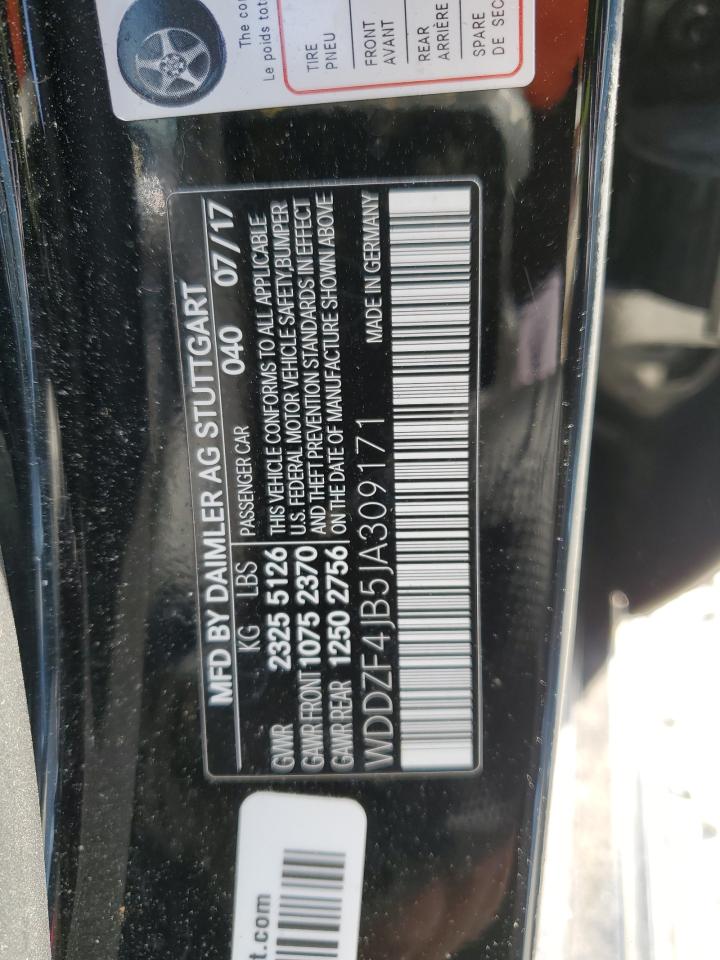 The co
Le poids tot
TIRE
PNEU
FRONT
AVANT
REAR
ARRIÈRE
SPARE
DE SEC
MFD BY DAIMLER AG STUTTGART
KG LBS PASSENGER CAR 040 07/17
GWR 2325 5126 THIS VEHICLE CONFORMS TO ALL APPLICABLE
U.S. FEDERAL MOTOR VEHICLE SAFETY, BUMPER
GAWR FRONT 1075 2370 AND THEFT PREVENTION STANDARDS IN EFFECT
GAWR REAR 1250 2756 ON THE DATE OF MANUFACTURE SHOWN ABOVE
WDDZF4JB5JA309171 MADE IN GERMANY
t.com